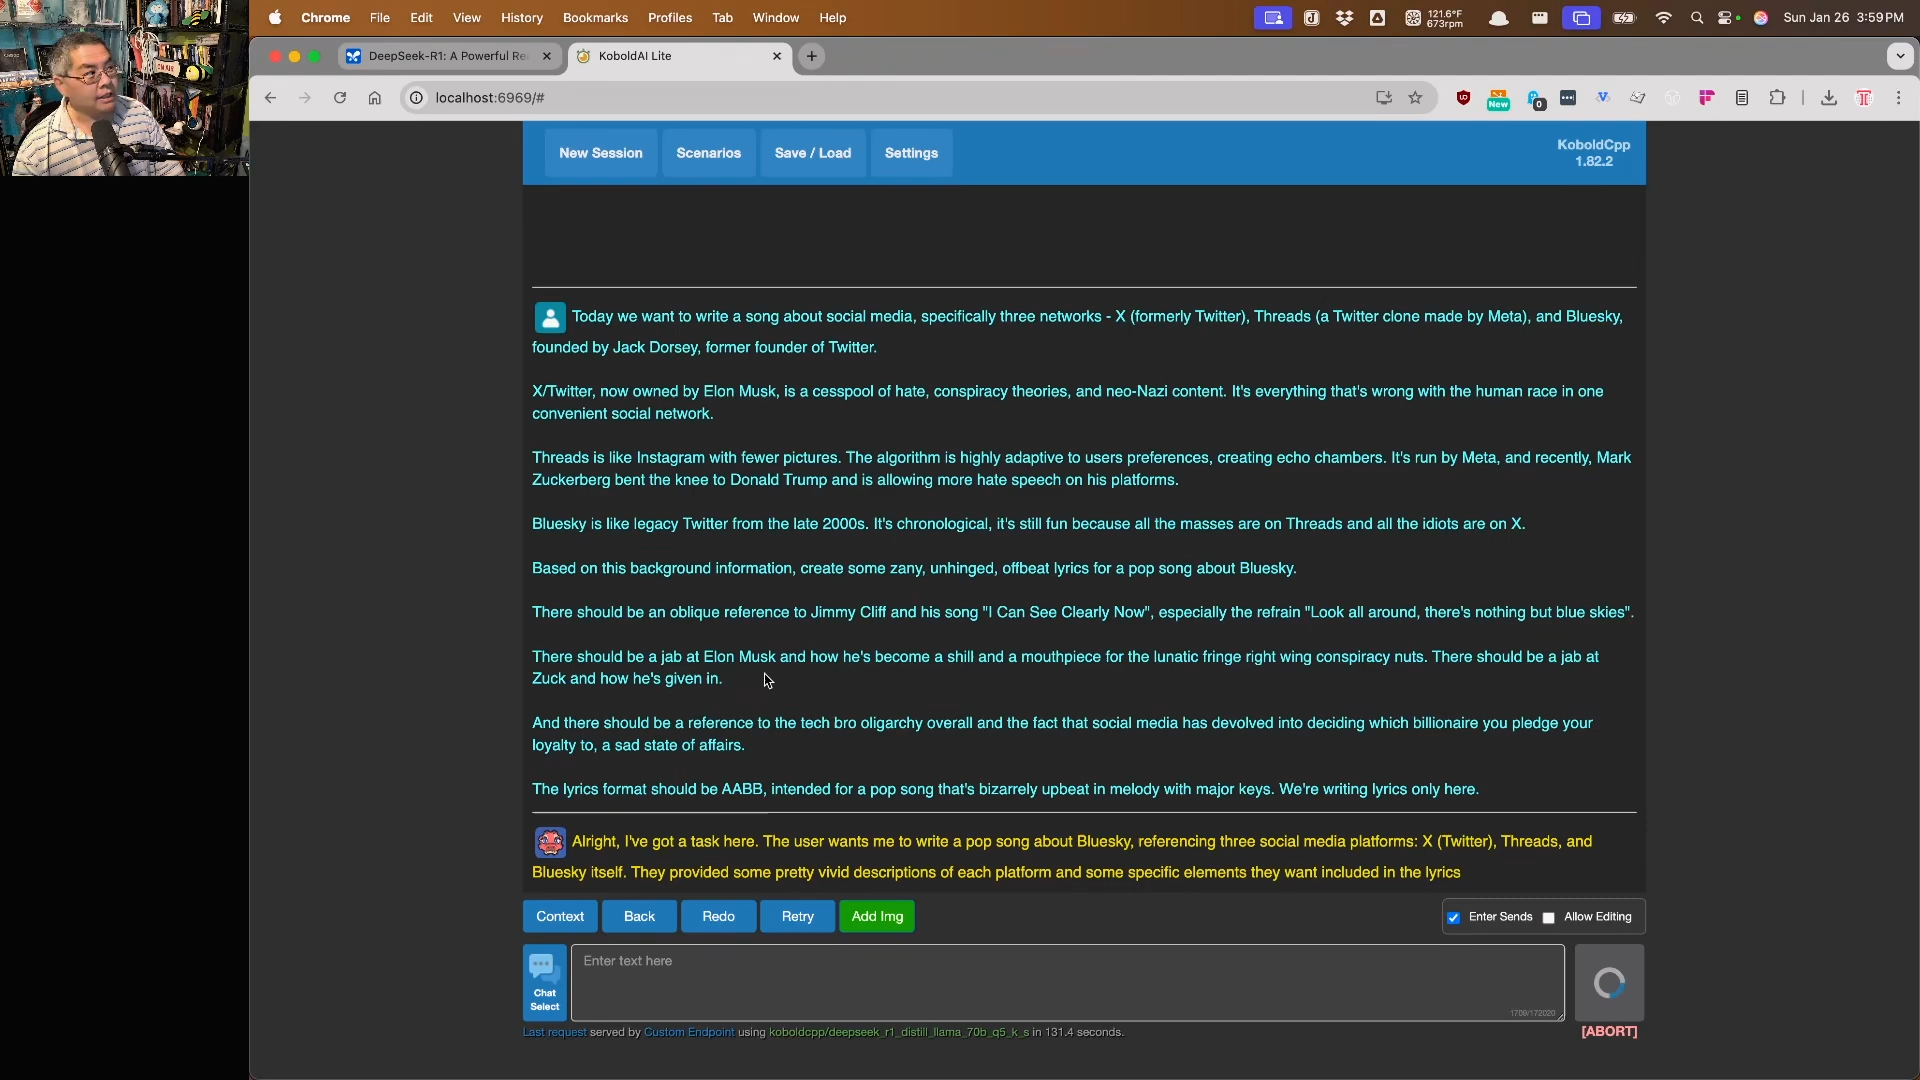 Chrome File Edit View History Bookmarks Profiles Tab Window Help
121.6°F
673rpm
Sun Jan 26 3:59 PM
DeepSeek-R1: A Powerful Re
KoboldAI Lite
localhost:6969/#
New
0
New Session Scenarios Save / Load Settings
KoboldCpp
1.82.2
Today we want to write a song about social media, specifically three networks - X (formerly Twitter), Threads (a Twitter clone made by Meta), and Bluesky,
founded by Jack Dorsey, former founder of Twitter.
X/Twitter, now owned by Elon Musk, is a cesspool of hate, conspiracy theories, and neo-Nazi content. It's everything that's wrong with the human race in one
convenient social network.
Threads is like Instagram with fewer pictures. The algorithm is highly adaptive to users preferences, creating echo chambers. It's run by Meta, and recently, Mark
Zuckerberg bent the knee to Donald Trump and is allowing more hate speech on his platforms.
Bluesky is like legacy Twitter from the late 2000s. It's chronological, it's still fun because all the masses are on Threads and all the idiots are on X.
Based on this background information, create some zany, unhinged, offbeat lyrics for a pop song about Bluesky.
There should be an oblique reference to Jimmy Cliff and his song "I Can See Clearly Now", especially the refrain "Look all around, there's nothing but blue skies".
There should be a jab at Elon Musk and how he's become a shill and a mouthpiece for the lunatic fringe right wing conspiracy nuts. There should be a jab at
Zuck and how he's given in.
And there should be a reference to the tech bro oligarchy overall and the fact that social media has devolved into deciding which billionaire you pledge your
loyalty to, a sad state of affairs.
The lyrics format should be AABB, intended for a pop song that's bizarrely upbeat in melody with major keys. We're writing lyrics only here.
Alright, I've got a task here. The user wants me to write a pop song about Bluesky, referencing three social media platforms: X (Twitter), Threads, and
Bluesky itself. They provided some pretty vivid descriptions of each platform and some specific elements they want included in the lyrics
Context Back Redo Retry Add Img
Enter Sends Allow Editing
Chat
Select
Enter text here
1709/172020
Last request served by Custom Endpoint using koboldcpp/deepseek_r1_distill_llama_70b_q5_k_s in 131.4 seconds.
[ABORT]